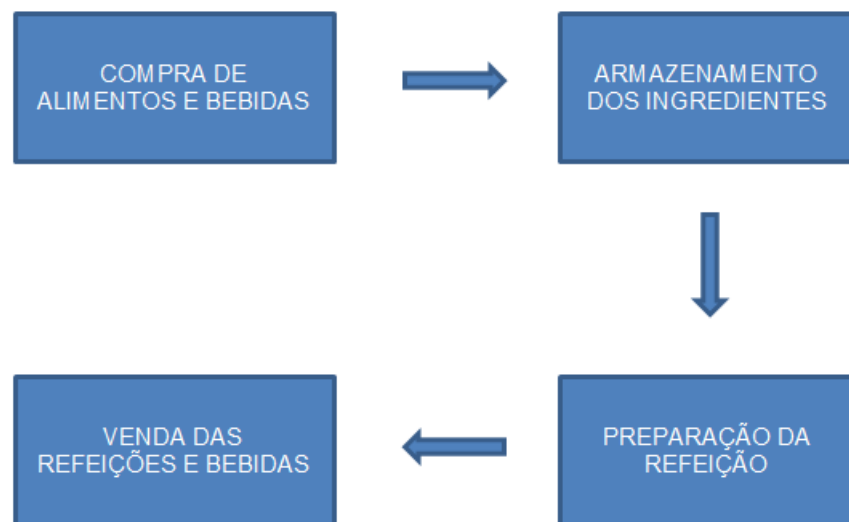 COMPRA DE
ALIMENTOS E BEBIDAS
ARMAZENAMENTO
DOS INGREDIENTES
PREPARAÇÃO DA
REFEIÇÃO
VENDA DAS
REFEIÇÕES E BEBIDAS